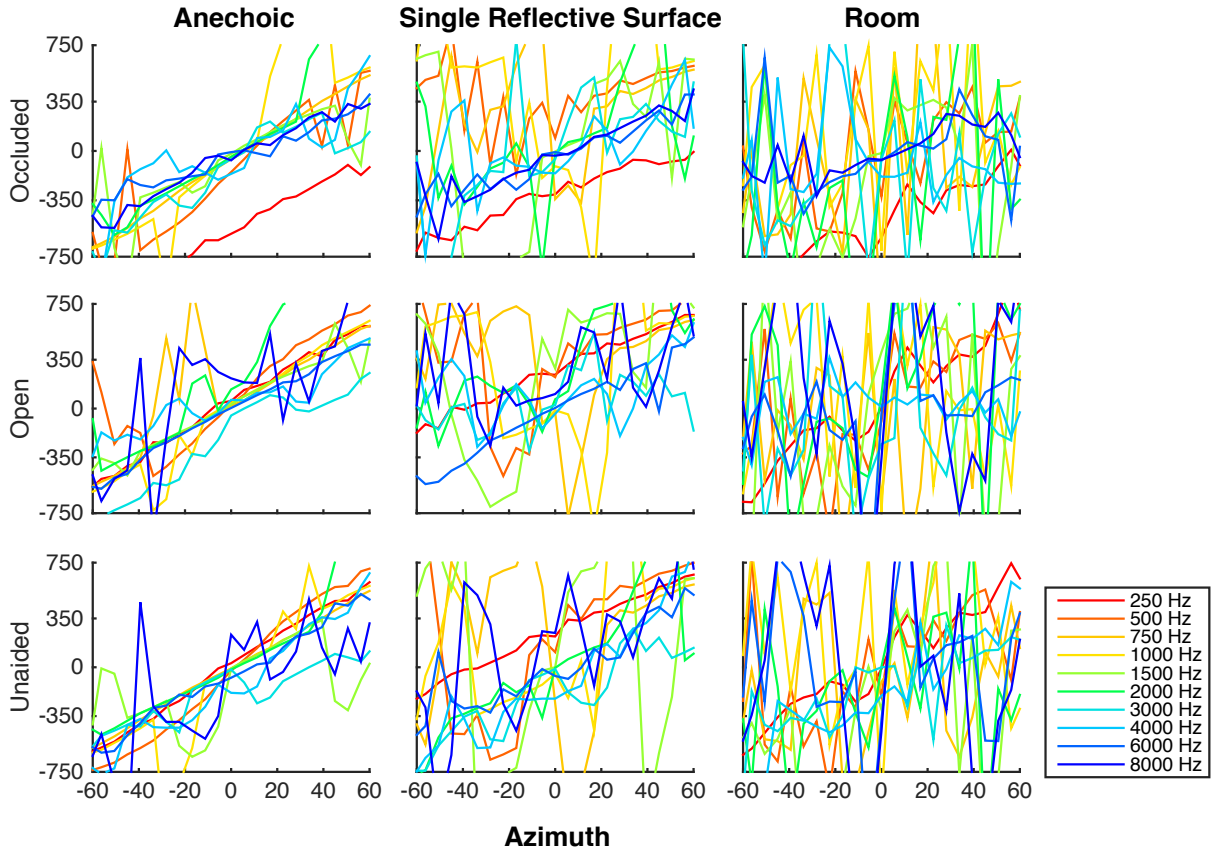 Anechoic Single Reflective Surface Room
Occluded
750
350
0
-350
-750
Open
750
350
0
-350
-750
Unaided
750
350
0
-350
-750
-60 -40 -20 0 20 40 60
-60 -40 -20 0 20 40 60
-60 -40 -20 0 20 40 60
Azimuth
250 Hz
500 Hz
750 Hz
1000 Hz
1500 Hz
2000 Hz
3000 Hz
4000 Hz
6000 Hz
8000 Hz